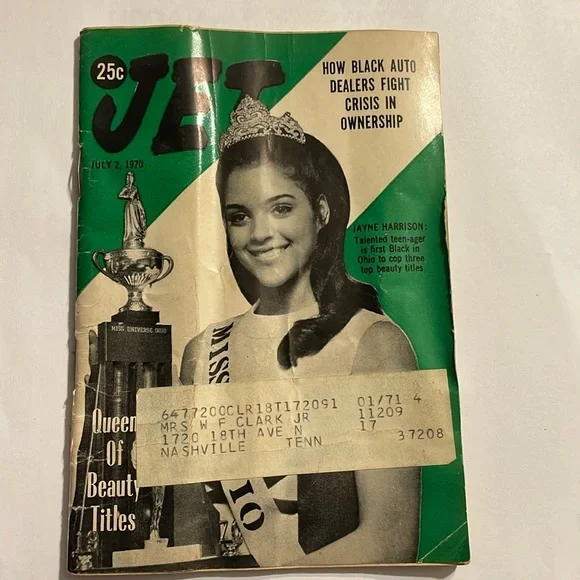 25c
JET
JULY 2, 1970
HOW BLACK AUTO
DEALERS FIGHT
CRISIS IN
OWNERSHIP
JAYNE HARRISON:
Talented teen-ager
is first Black in
Ohio to cop three
top beauty titles
MISS UNIVERSE OHIO
MISS
IO
Queen
Of
Beauty
Titles
6477200CLR18T172091 01/71 4
MRS W F CLARK JR 11209
1720 18TH AVE N 17
NASHVILLE TENN 37208